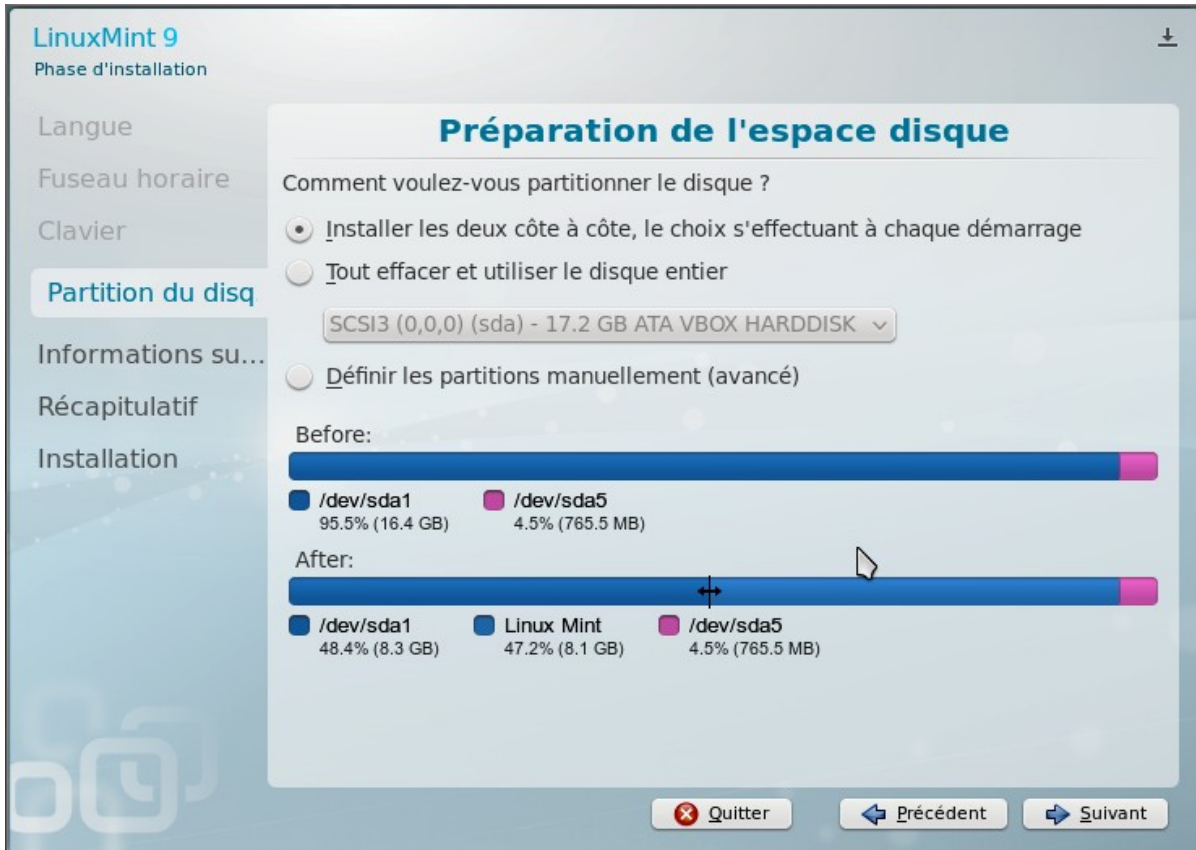 LinuxMint 9
Phase d'installation
Langue
Fuseau horaire
Clavier
Partition du disq
Informations su...
Récapitulatif
Installation
Préparation de l'espace disque
Comment voulez-vous partitionner le disque ?
Installer les deux côte à côte, le choix s'effectuant à chaque démarrage
Tout effacer et utiliser le disque entier
SCSI3 (0,0,0) (sda) - 17.2 GB ATA VBOX HARDDISK
Définir les partitions manuellement (avancé)
Before:
/dev/sda1 /dev/sda5
95.5% (16.4 GB) 4.5% (765.5 MB)
After:
/dev/sda1 Linux Mint /dev/sda5
48.4% (8.3 GB) 47.2% (8.1 GB) 4.5% (765.5 MB)
Quitter Précédent Suivant